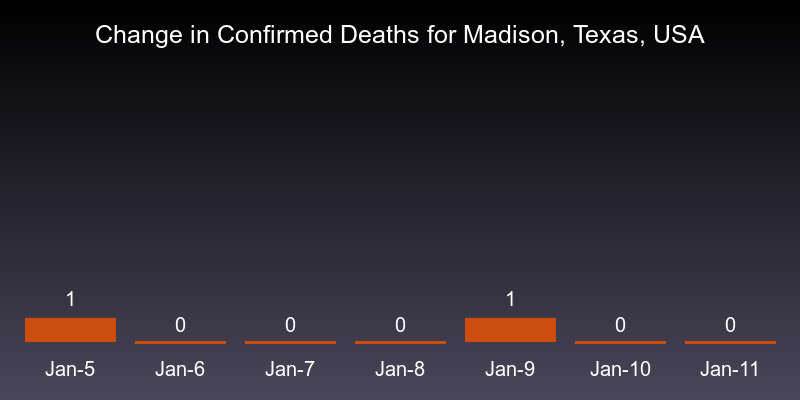 Change in Confirmed Deaths for Madison, Texas, USA
1 0 0 0 1 0 0
Jan-5 Jan-6 Jan-7 Jan-8 Jan-9 Jan-10 Jan-11